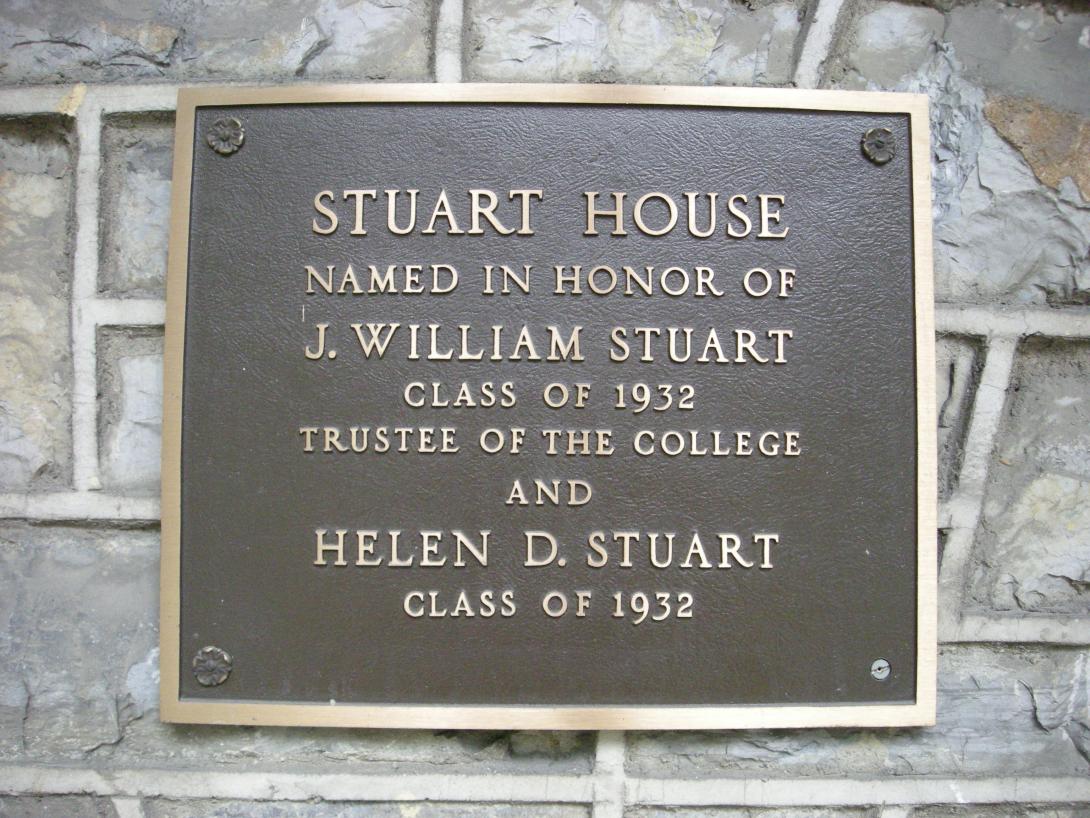 STUART HOUSE
NAMED IN HONOR OF
J. WILLIAM STUART
CLASS OF 1932
TRUSTEE OF THE COLLEGE
AND
HELEN D. STUART
CLASS OF 1932